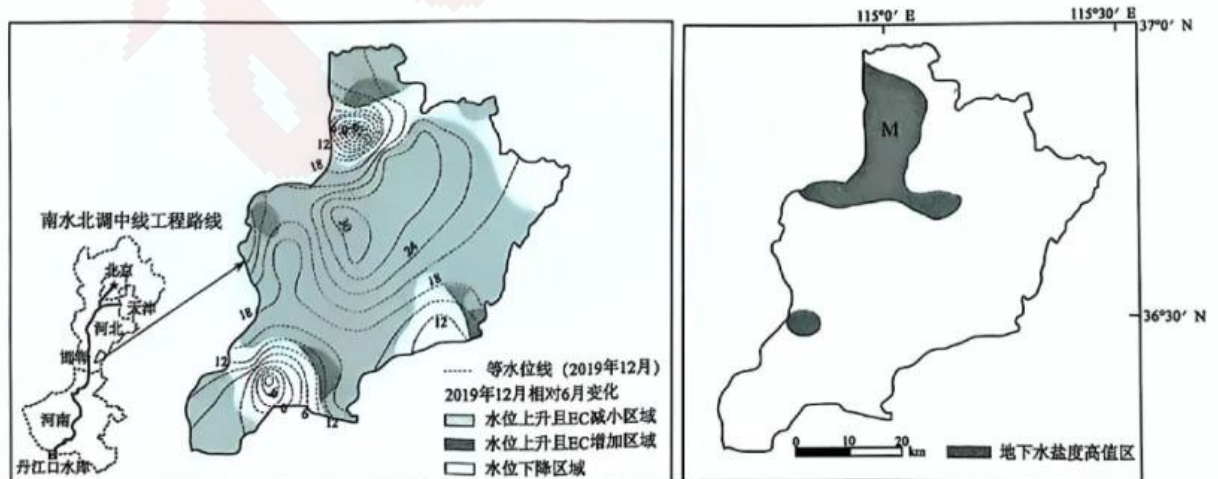 南水北调中线工程路线
北京
天津
河北
邯郸
河南
丹江口水库
12
18
30
24
18
18
12
12
6
12
等水位线（2019年12月）
2019年12月相对6月变化
水位上升且EC减小区域
水位上升且EC增加区域
水位下降区域
115°0′ E
115°30′ E
37°0′ N
M
36°30′ N
0 10 20
km
地下水盐度高值区